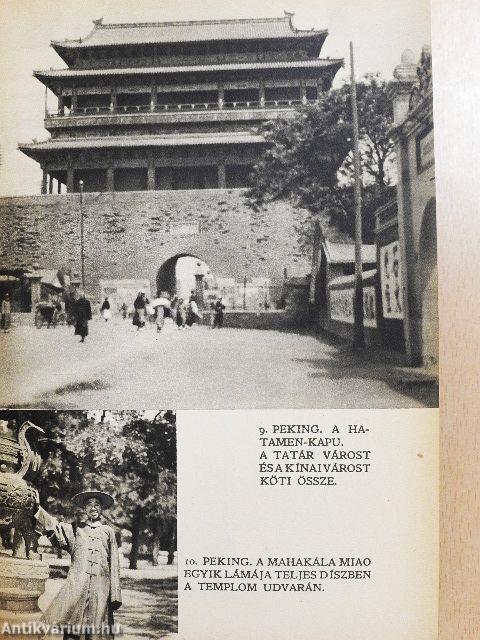 9. PEKING. A HA-
TAMEN-KAPU.
A TATÁR VÁROST
ÉS A KÍNAI VÁROST
KÖTI ÖSSZE.
10. PEKING. A MAHAKÁLA MIAO
EGYIK LÁMÁJA TELJES DÍSZBEN
A TEMPLOM UDVARÁN.
Antikvárium.hu